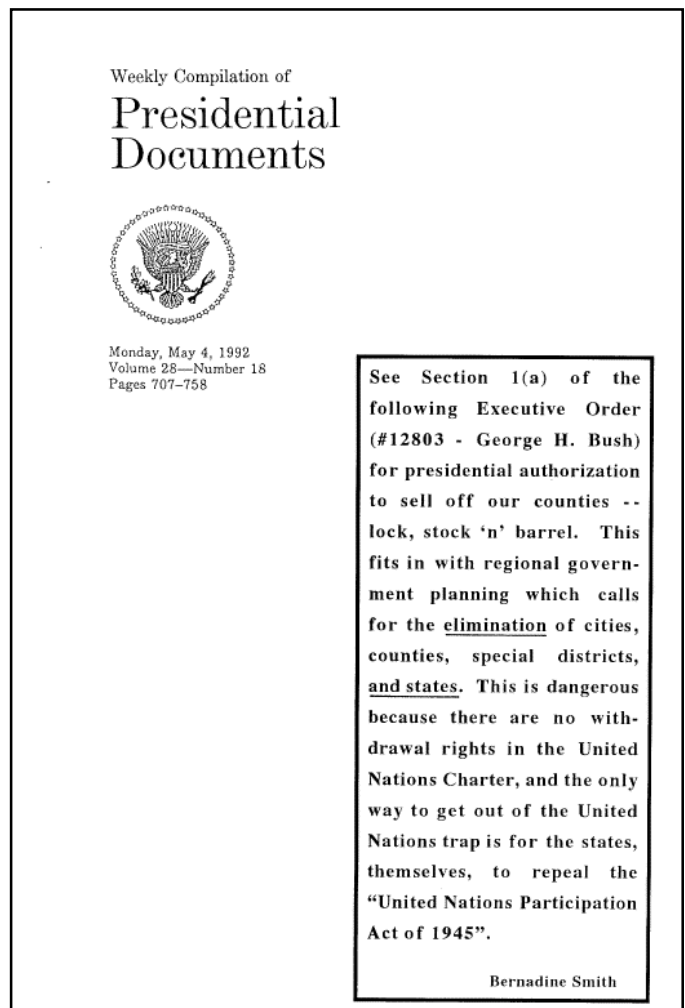 Weekly Compilation of
Presidential
Documents
Monday, May 4, 1992
Volume 28—Number 18
Pages 707–758
See Section 1(a) of the
following Executive Order
(#12803 - George H. Bush)
for presidential authorization
to sell off our counties --
lock, stock ‘n’ barrel. This
fits in with regional govern-
ment planning which calls
for the elimination of cities,
counties, special districts,
and states. This is dangerous
because there are no with-
drawal rights in the United
Nations Charter, and the only
way to get out of the United
Nations trap is for the states,
themselves, to repeal the
“United Nations Participation
Act of 1945”.
Bernadine Smith